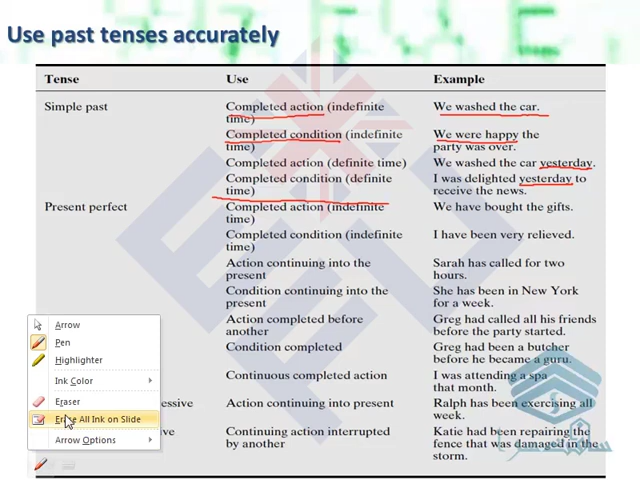 Use past tenses accurately
Tense Use Example
Simple past Completed action (indefinite We washed the car.
time)
Completed condition (indefinite We were happy the
time) party was over.
Completed action (definite time) We washed the car yesterday.
Completed condition (definite I was delighted yesterday to
time) receive the news.
Present perfect Completed action (indefinite We have bought the gifts.
time)
Completed condition (indefinite I have been very relieved.
time)
Action continuing into the Sarah has called for two
present hours.
Condition continuing into the She has been in New York
present for a week.
Action completed before Greg had called all his friends
another before the party started.
Condition completed Greg had been a butcher
before he became a guru.
Continuous completed action I was attending a spa
that month.
essive Action continuing into present Ralph has been exercising all
week.
ve Continuing action interrupted Katie had been repairing the
by another fence that was damaged in the
storm.
Arrow
Pen
Highlighter
Ink Color
Eraser
Erase All Ink on Slide
Arrow Options